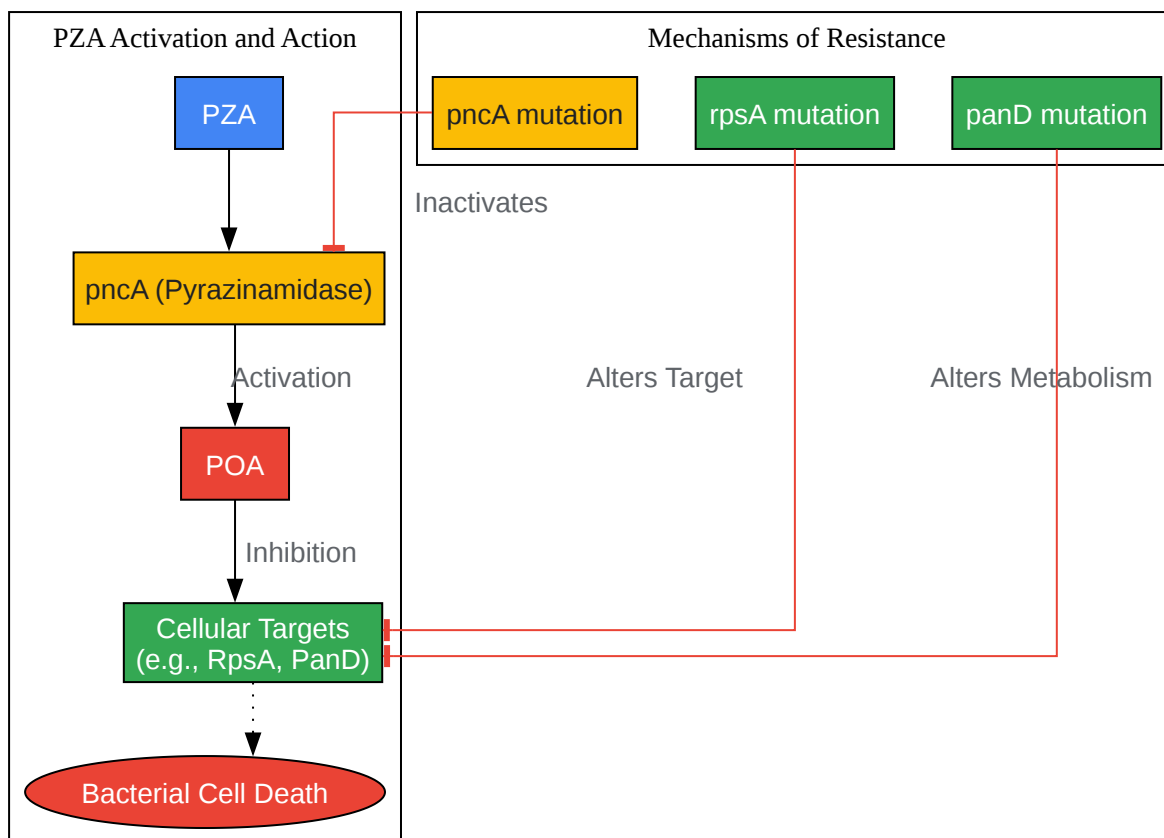 PZA Activation and Action
Mechanisms of Resistance
PZA
pncA mutation
rpsA mutation
panD mutation
Inactivates
pncA (Pyrazinamidase)
Activation
Alters Target
Alters Metabolism
POA
Inhibition
Cellular Targets
(e.g., RpsA, PanD)
Bacterial Cell Death